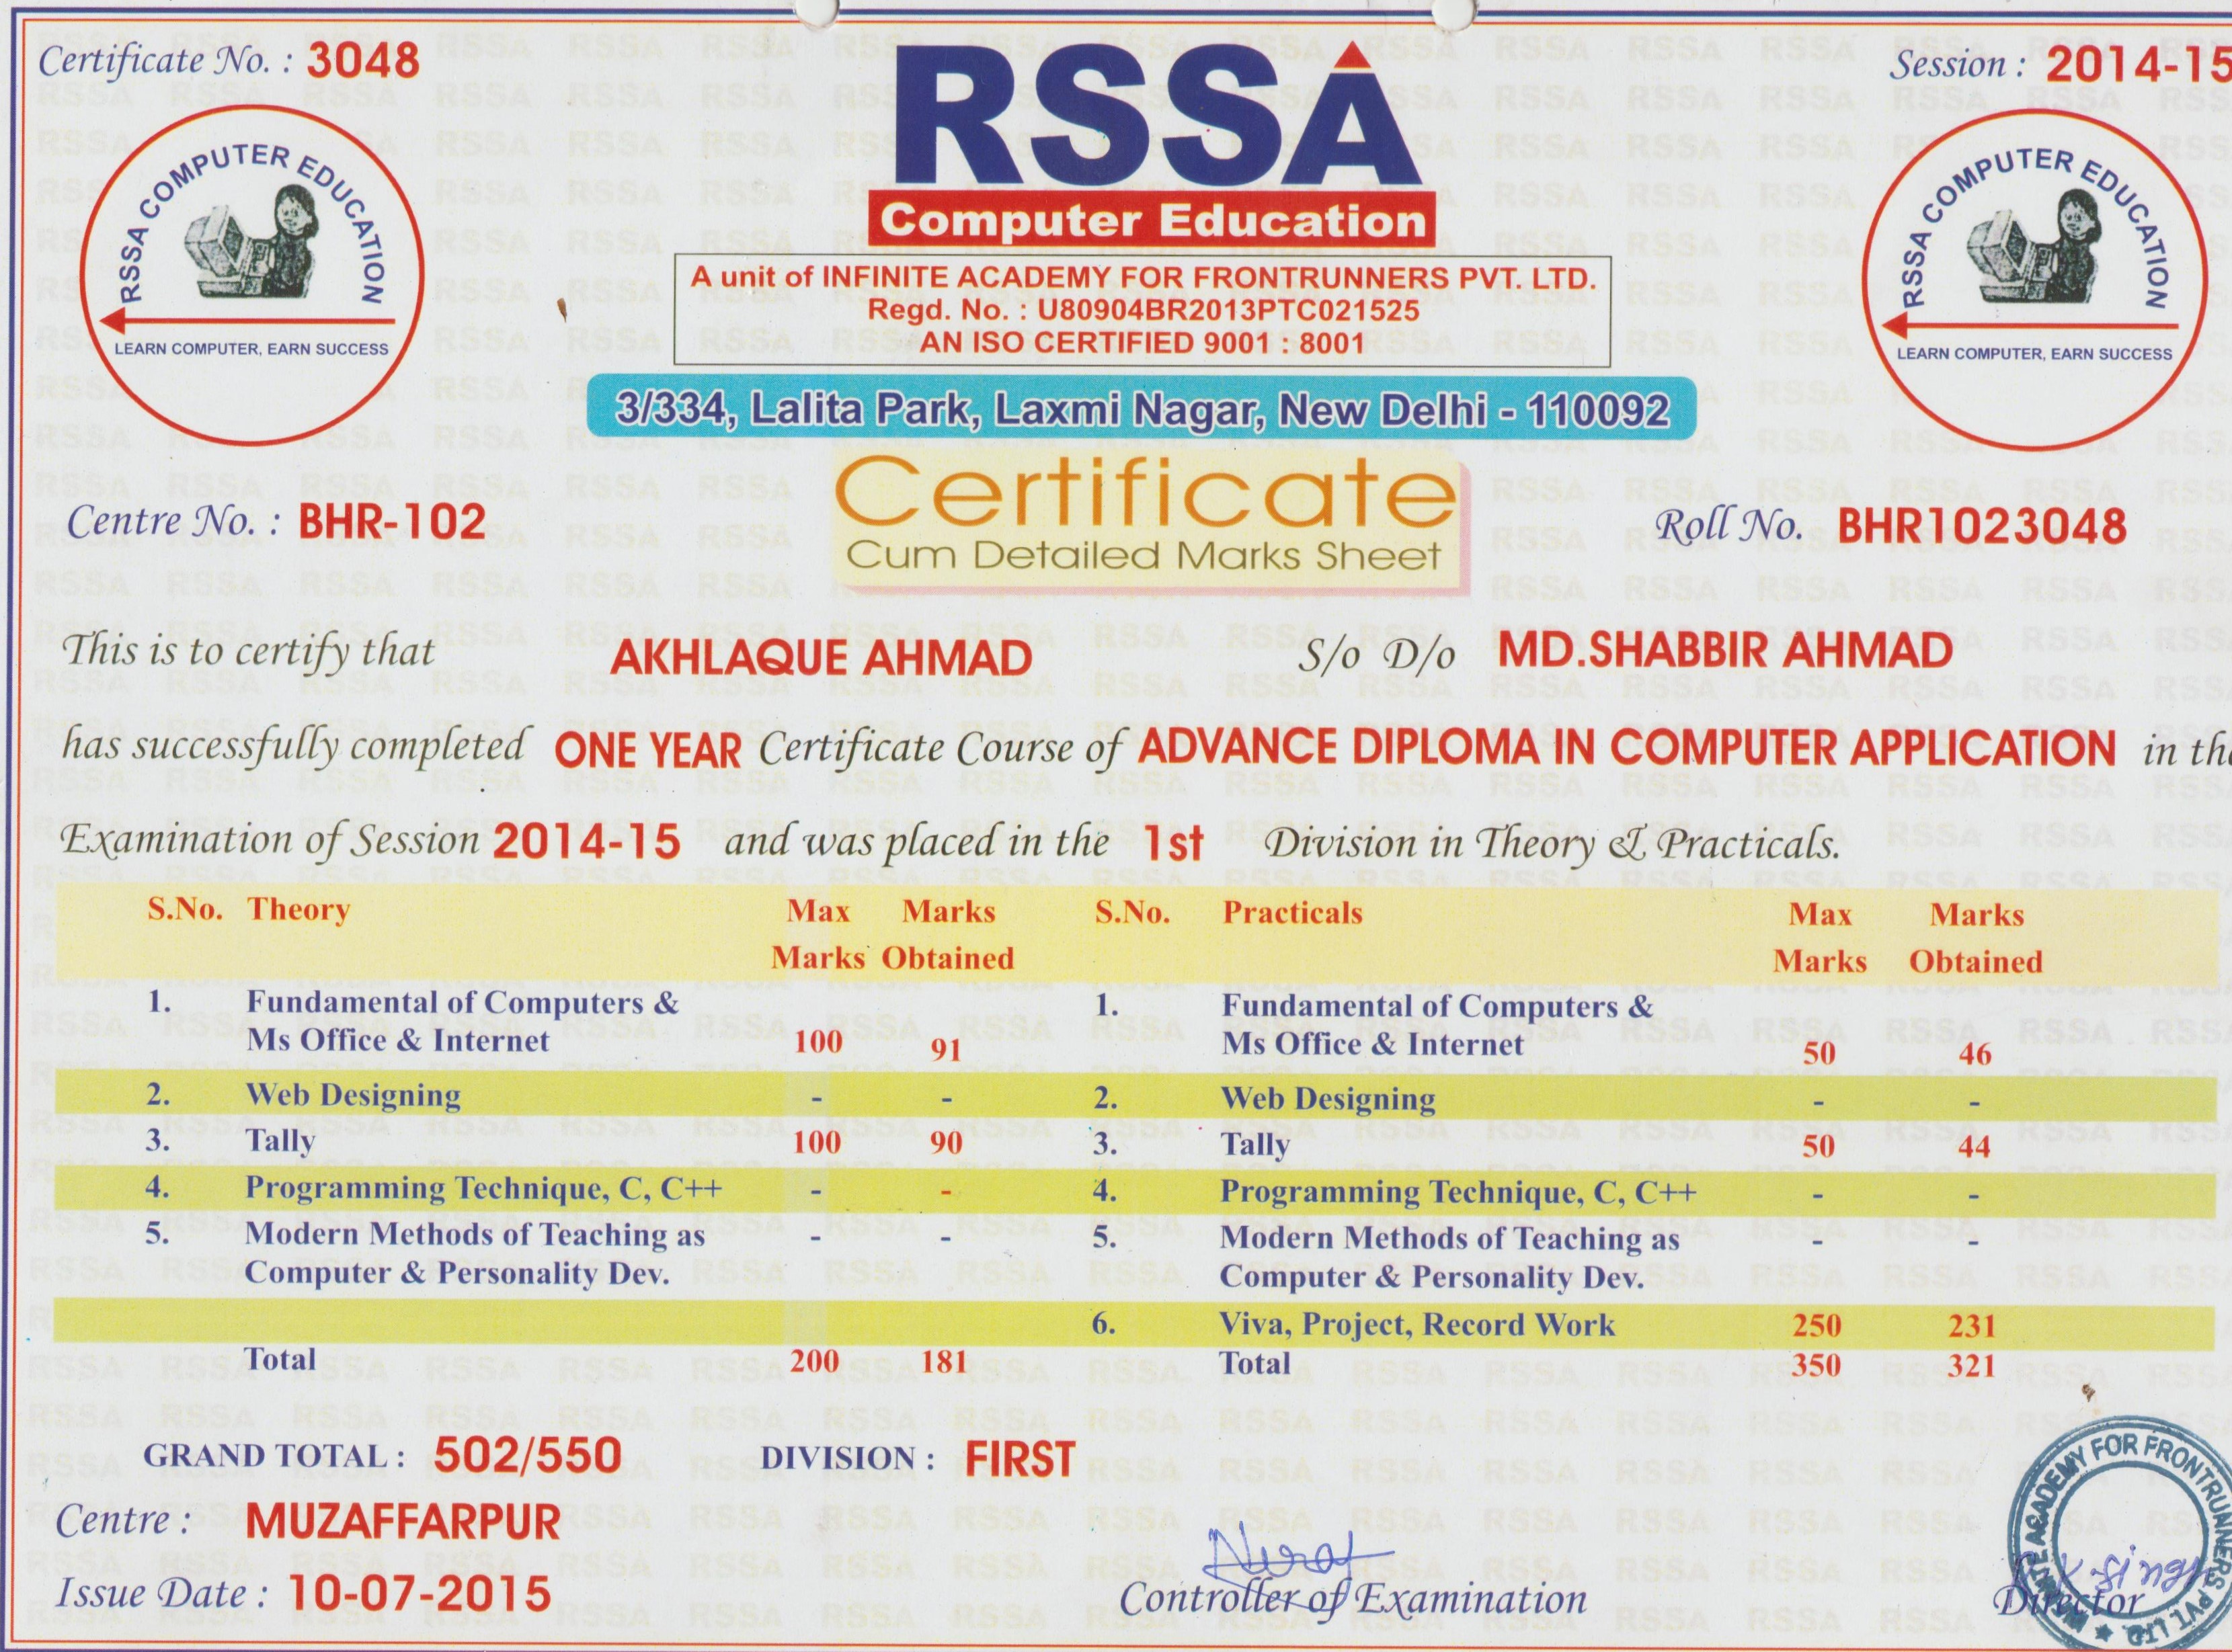 Certificate No. : 3048
Session : 2014-15
RSSA
Computer Education
RSSA COMPUTER EDUCATION
LEARN COMPUTER, EARN SUCCESS
RSSA COMPUTER EDUCATION
LEARN COMPUTER, EARN SUCCESS
A unit of INFINITE ACADEMY FOR FRONTRUNNERS PVT. LTD.
Regd. No. : U80904BR2013PTC021525
AN ISO CERTIFIED 9001 : 8001
3/334, Lalita Park, Laxmi Nagar, New Delhi - 110092
Certificate
Cum Detailed Marks Sheet
Centre No. : BHR-102
Roll No. BHR1023048
This is to certify that AKHLAQUE AHMAD S/o D/o MD.SHABBIR AHMAD
has successfully completed ONE YEAR Certificate Course of ADVANCE DIPLOMA IN COMPUTER APPLICATION in the
Examination of Session 2014-15 and was placed in the 1st Division in Theory & Practicals.
S.No. Theory Max Marks S.No. Practicals Max Marks
Marks Obtained Marks Obtained
1. Fundamental of Computers & 1. Fundamental of Computers &
Ms Office & Internet 100 91 Ms Office & Internet 50 46
2. Web Designing - - 2. Web Designing - -
3. Tally 100 90 3. Tally 50 44
4. Programming Technique, C, C++ - - 4. Programming Technique, C, C++ - -
5. Modern Methods of Teaching as - - 5. Modern Methods of Teaching as - -
Computer & Personality Dev. Computer & Personality Dev.
6. Viva, Project, Record Work 250 231
Total 200 181 Total 350 321
GRAND TOTAL : 502/550 DIVISION : FIRST
Centre : MUZAFFARPUR
Issue Date : 10-07-2015
Controller of Examination
Director
ACADEMY FOR FRONTRUNNERS PVT. LTD.